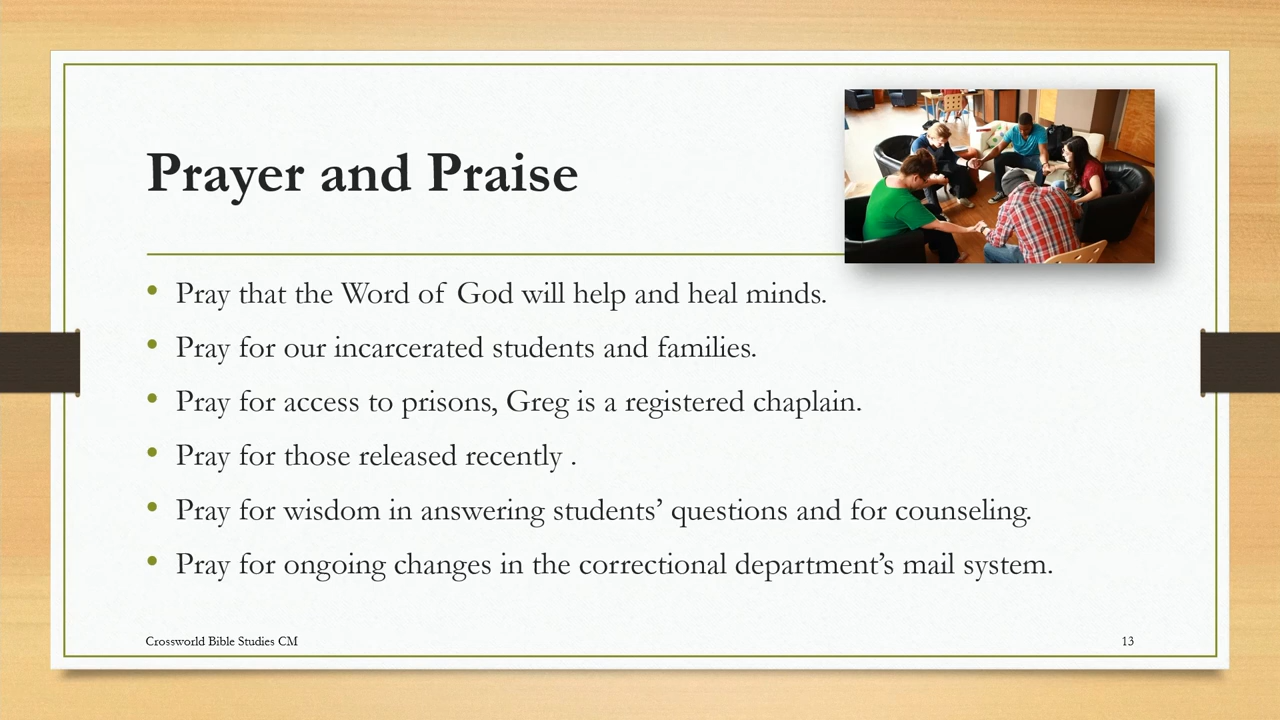 Prayer and Praise
• Pray that the Word of God will help and heal minds.
• Pray for our incarcerated students and families.
• Pray for access to prisons, Greg is a registered chaplain.
• Pray for those released recently .
• Pray for wisdom in answering students’ questions and for counseling.
• Pray for ongoing changes in the correctional department’s mail system.
Crossworld Bible Studies CM
13